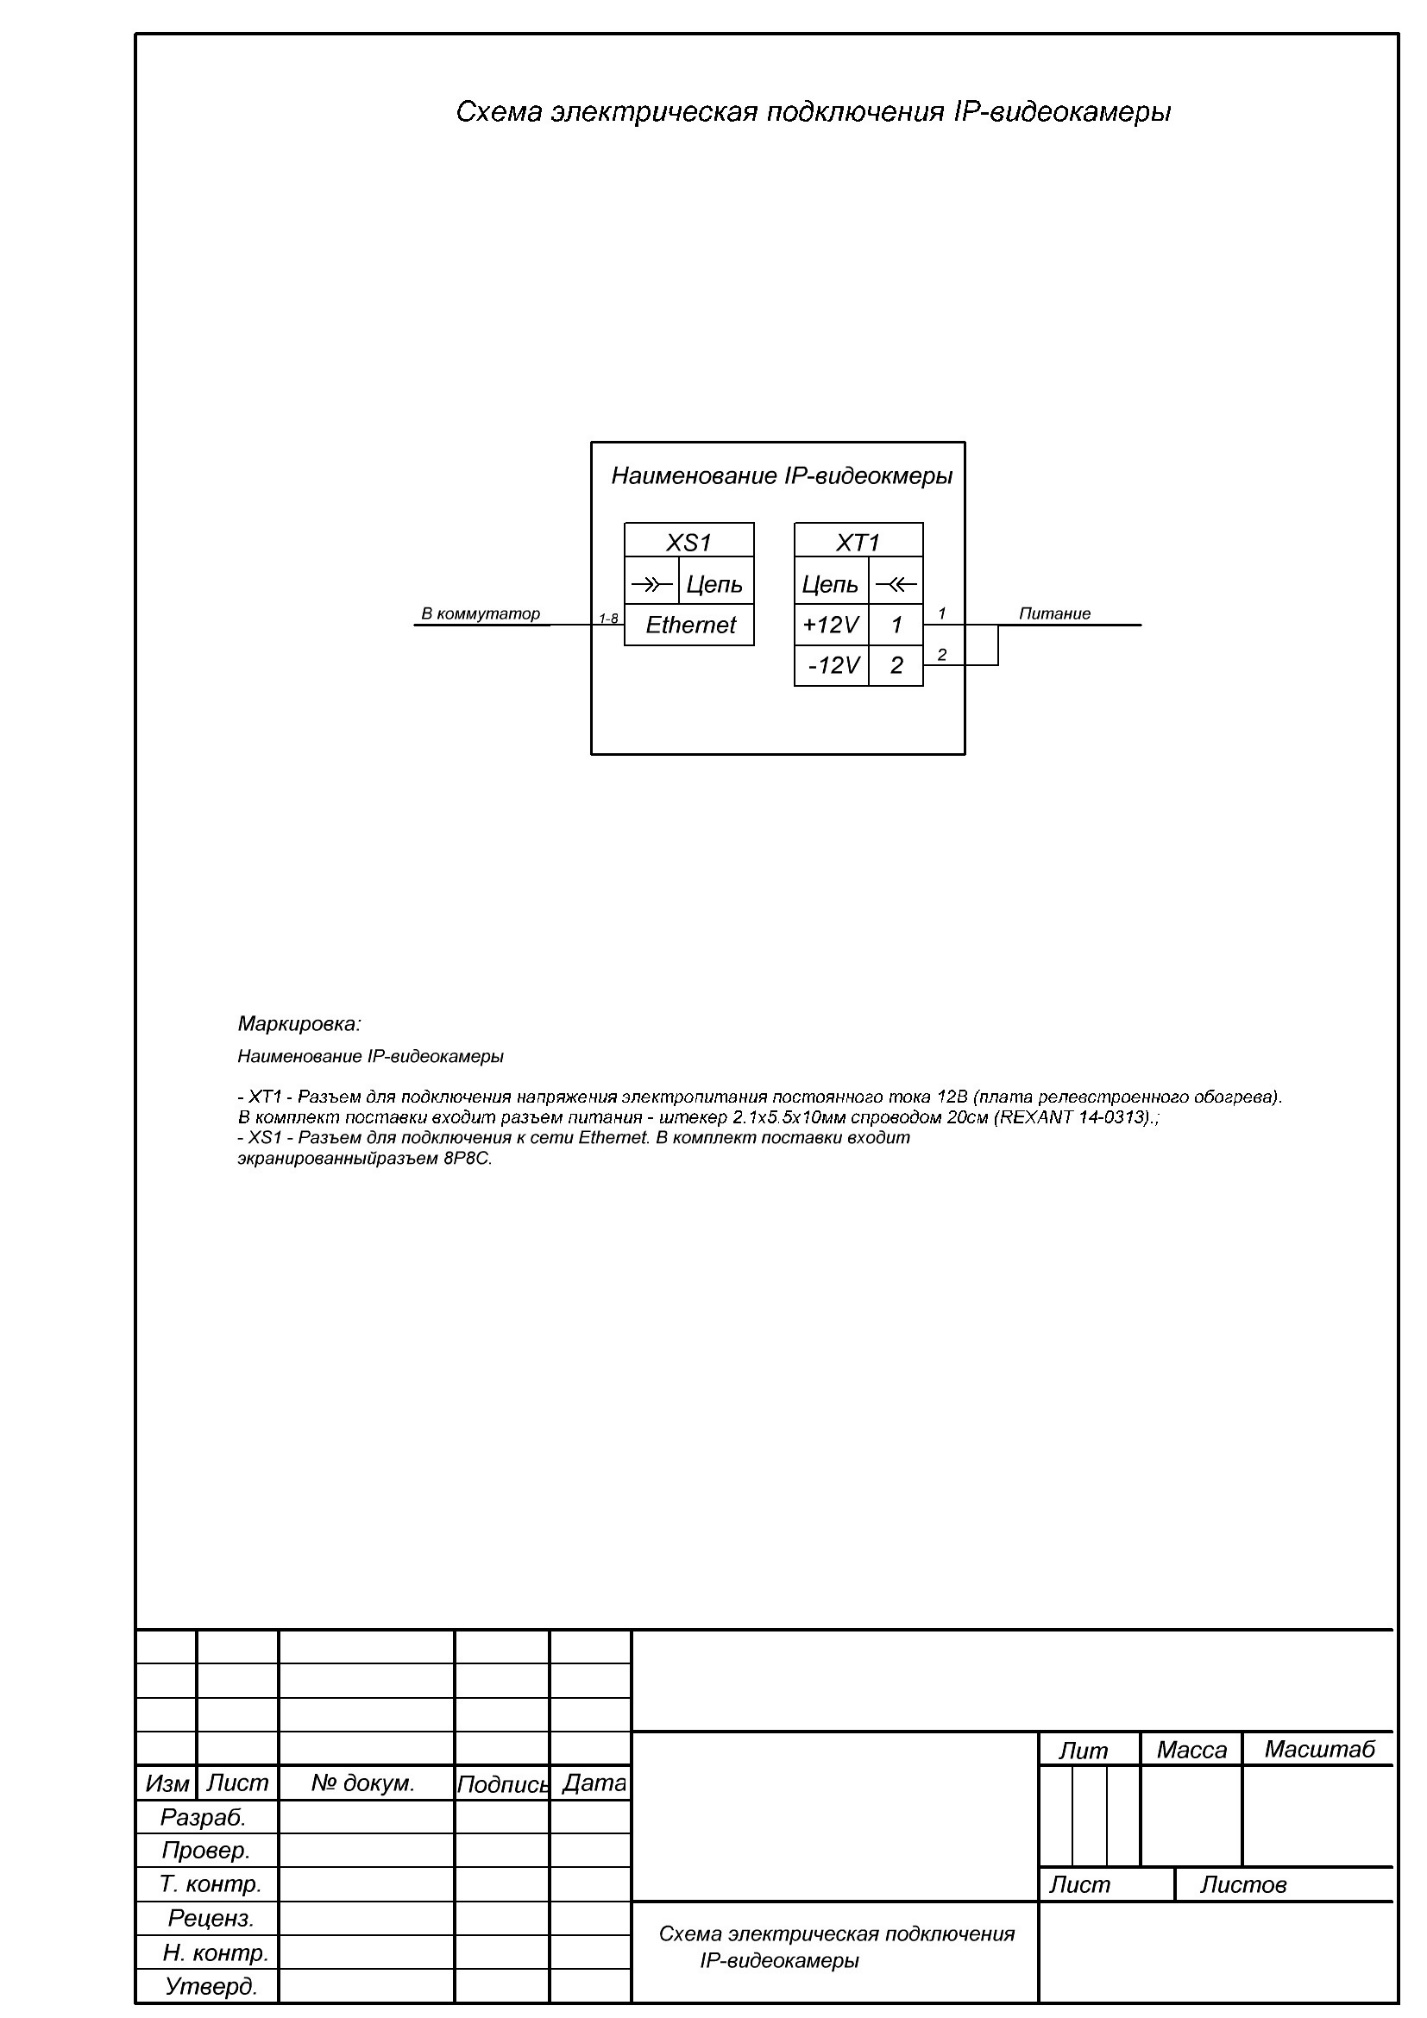 Схема электрическая подключения IP-видеокамеры
Наименование IP-видеокмеры
XS1
Цепь
В коммутатор
1-8
Ethernet
XT1
Цепь
+12V 1
-12V 2
1
2
Питание
Маркировка:
Наименование IP-видеокамеры
- XT1 - Разъем для подключения напряжения электропитания постоянного тока 12В (плата релевстроенного обогрева).
В комплект поставки входит разъем питания - штекер 2.1x5.5x10мм спроводом 20см (REXANT 14-0313).;
- XS1 - Разъем для подключения к сети Ethernet. В комплект поставки входит
экранированныйразъем 8P8C.
Изм Лист № докум. Подпись Дата
Разраб.
Провер.
Т. контр.
Реценз.
Н. контр.
Утверд.
Лит Масса Масштаб
Лист Листов
Схема электрическая подключения
IP-видеокамеры